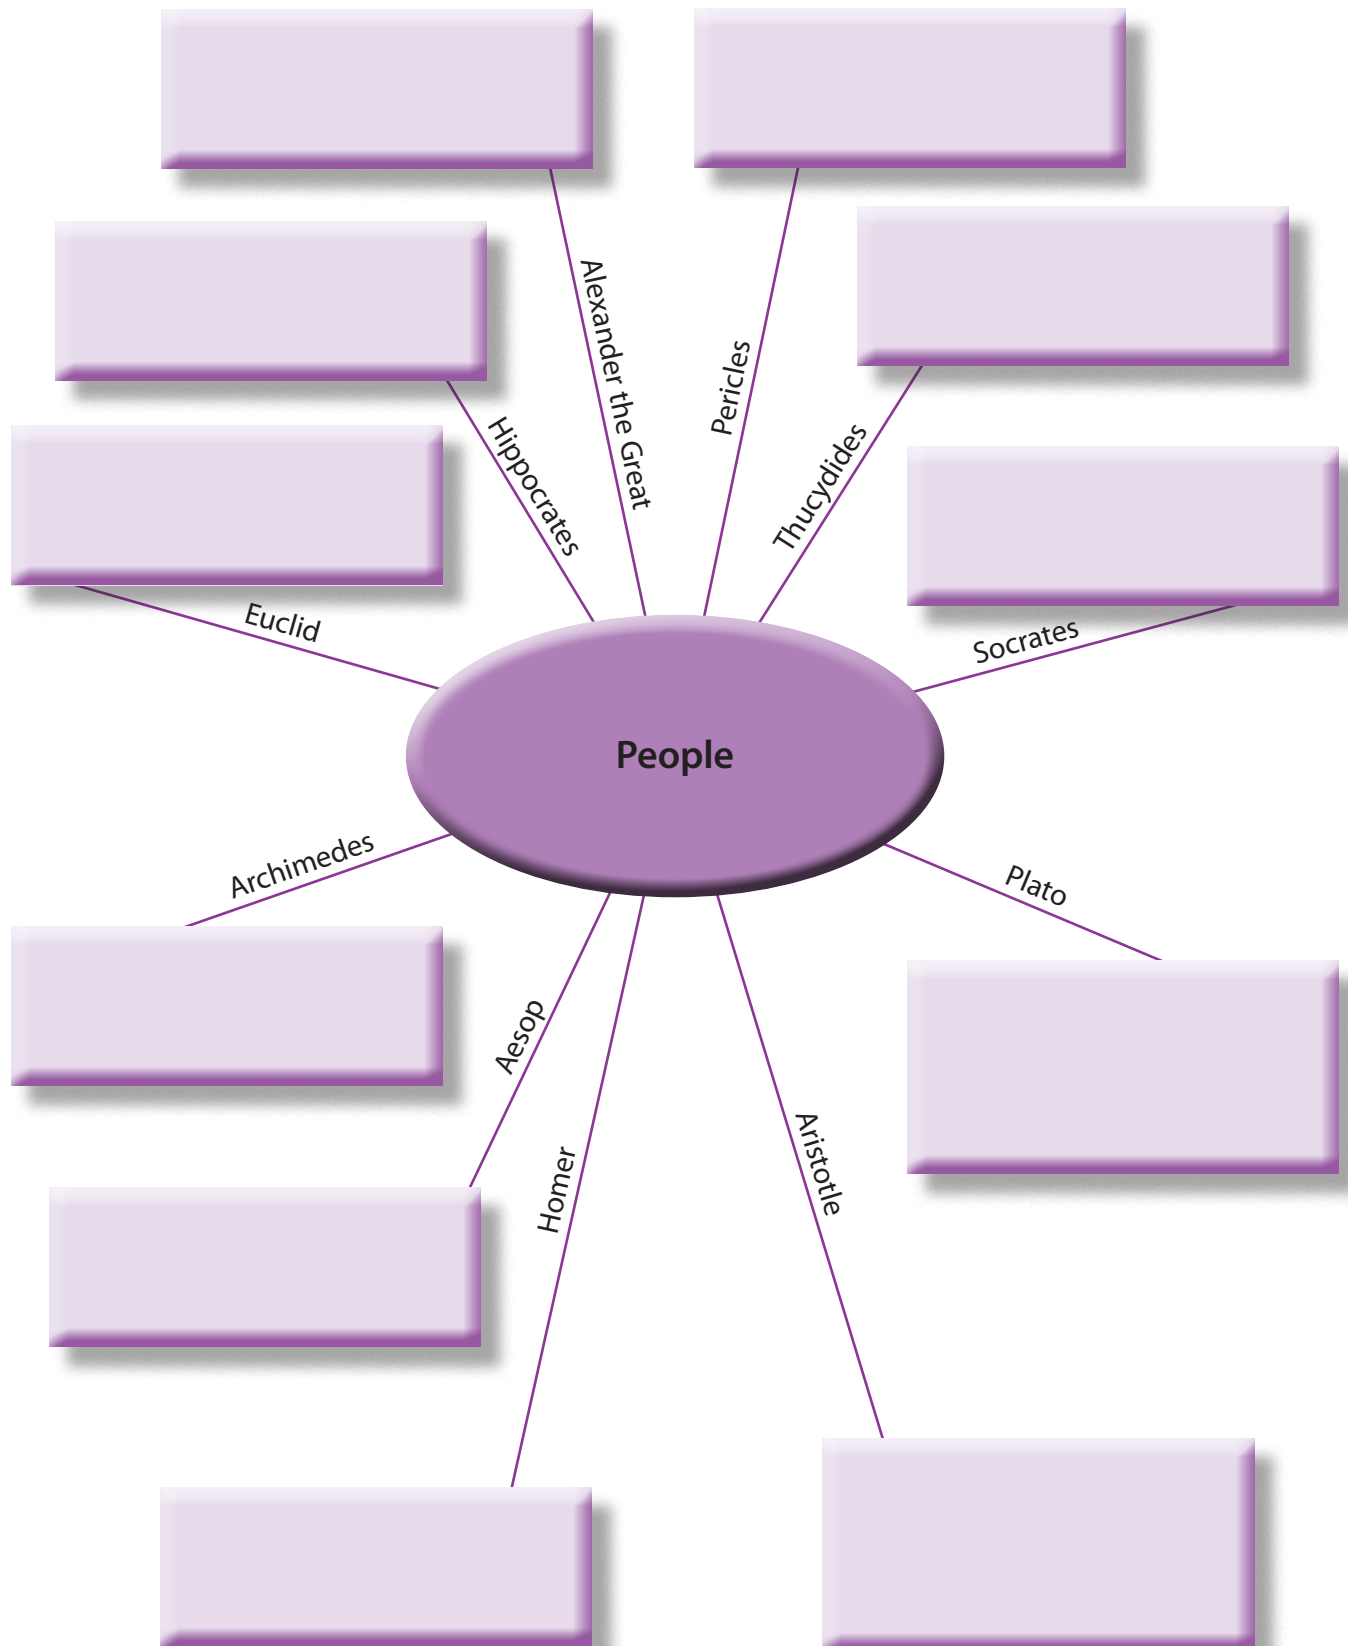 Alexander the Great
Pericles
Hippocrates
Thucydides
Euclid
Socrates
People
Archimedes
Plato
Aesop
Homer
Aristotle